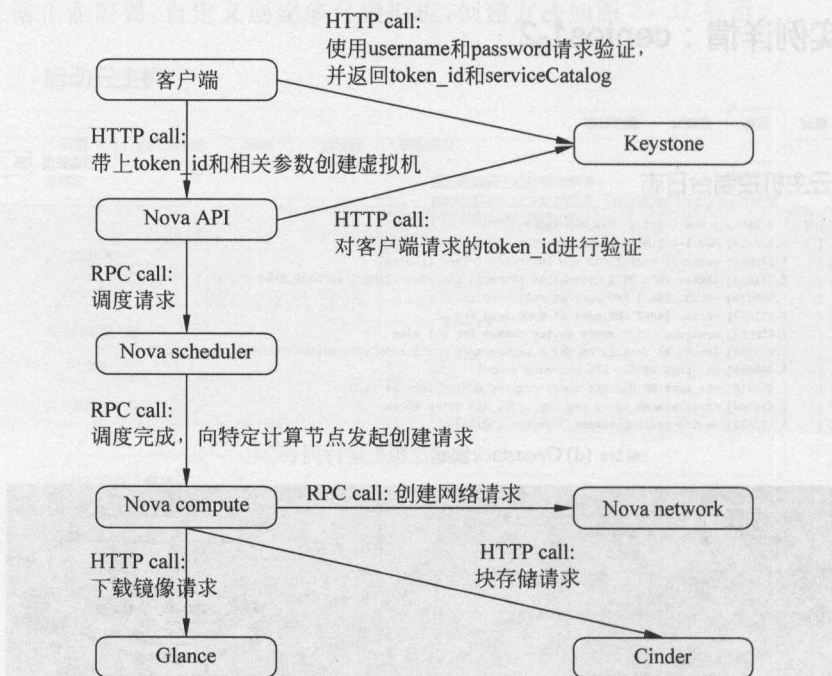 HTTP call:
使用username和password请求验证,
并返回token_id和serviceCatalog
客户端
HTTP call:
带上token_id和相关参数创建虚拟机
Keystone
Nova API
HTTP call:
对客户端请求的token_id进行验证
RPC call:
调度请求
Nova scheduler
RPC call:
调度完成，向特定计算节点发起创建请求
Nova compute
RPC call: 创建网络请求
Nova network
HTTP call:
下载镜像请求
HTTP call:
块存储请求
Glance
Cinder